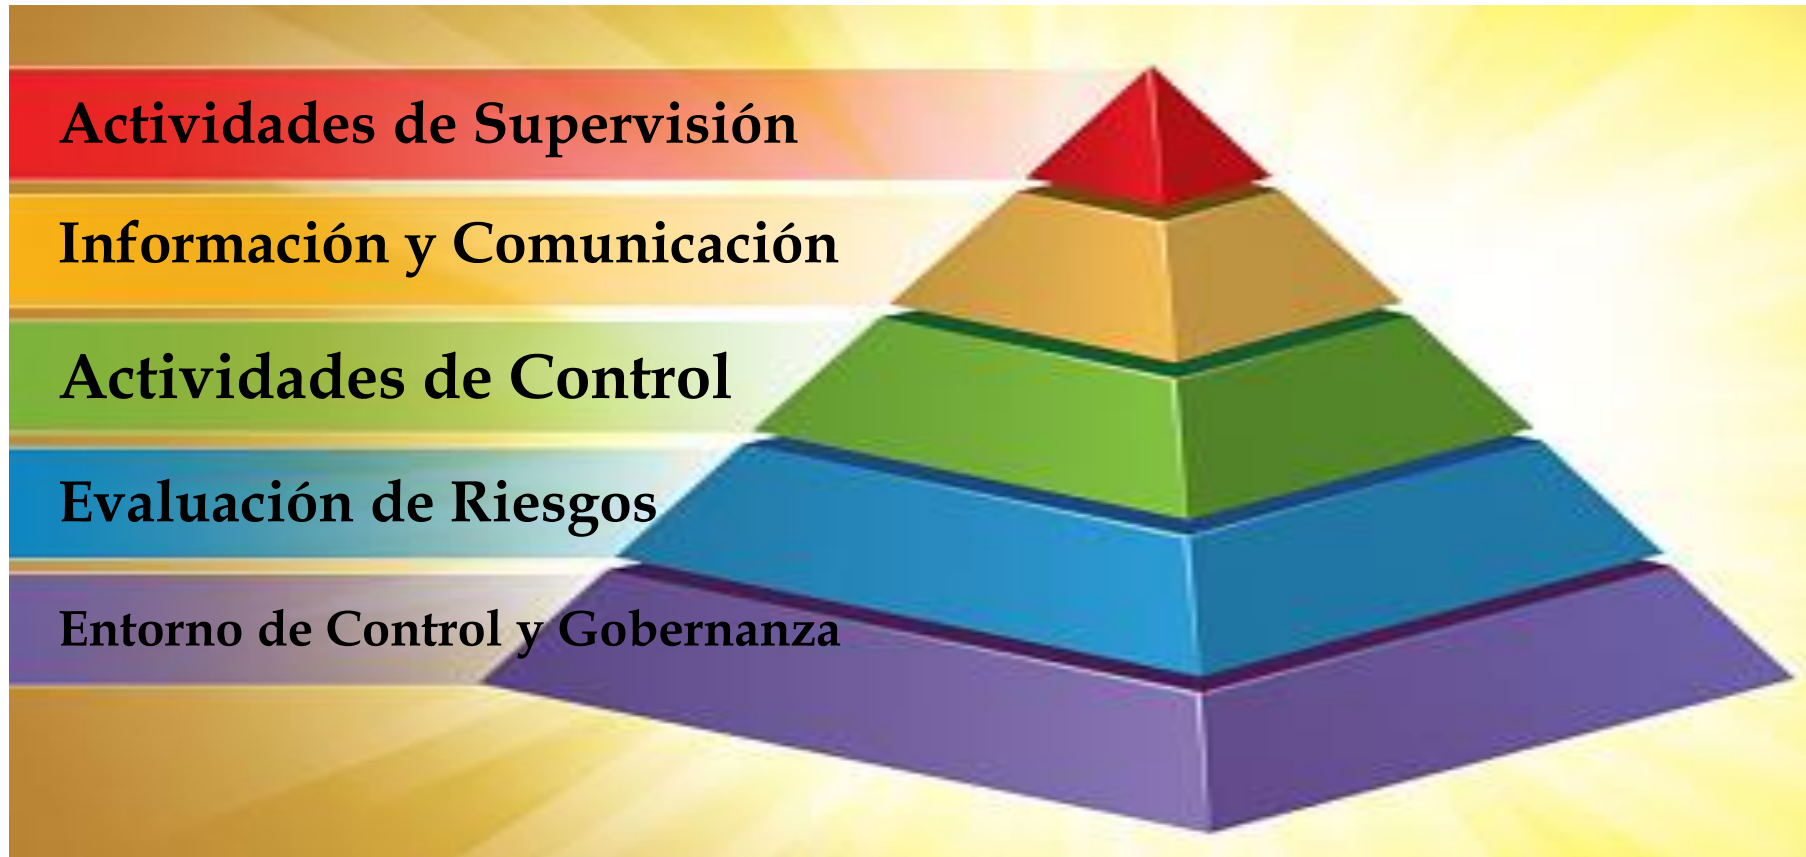 Actividades de Supervisión
Información y Comunicación
Actividades de Control
Evaluación de Riesgos
Entorno de Control y Gobernanza